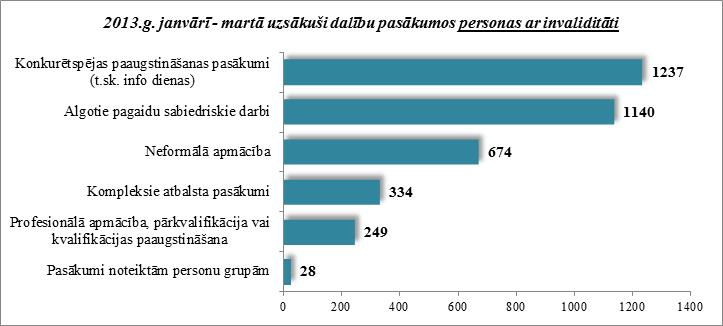 2013.g. janvārī - martā uzsākuši dalību pasākumos personas ar invaliditāti
Konkurētspējas paaugstināšanas pasākumi
(t.sk. info dienas)
1237
Algotie pagaidu sabiedriskie darbi
1140
Neformālā apmācība
674
Kompleksie atbalsta pasākumi
334
Profesionālā apmācība, pārkvalifikācija vai
kvalifikācijas paaugstināšana
249
Pasākumi noteiktām personu grupām
28
0 200 400 600 800 1000 1200 1400